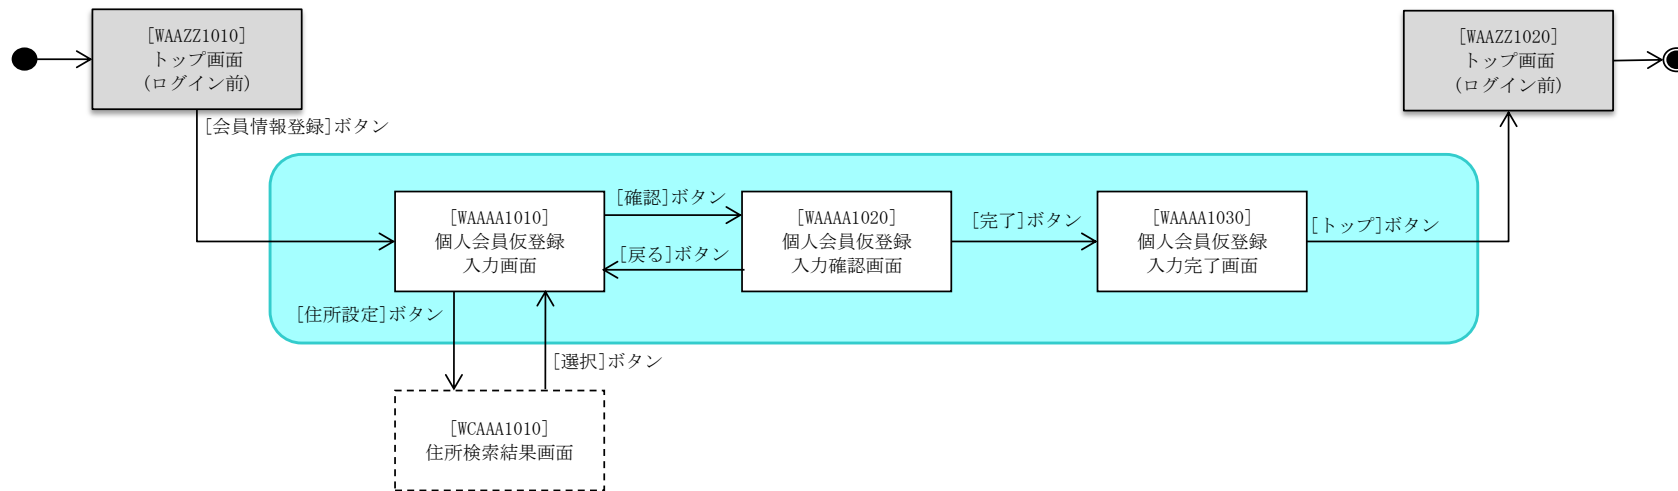 [WAAZZ1010]
トップ画面
(ログイン前)
[WAAZZ1020]
トップ画面
(ログイン前)
[会員情報登録]ボタン
[WAAAA1010]
個人会員仮登録
入力画面
[確認]ボタン
[戻る]ボタン
[WAAAA1020]
個人会員仮登録
入力確認画面
[完了]ボタン
[WAAAA1030]
個人会員仮登録
入力完了画面
[トップ]ボタン
[住所設定]ボタン
[選択]ボタン
[WCAAA1010]
住所検索結果画面